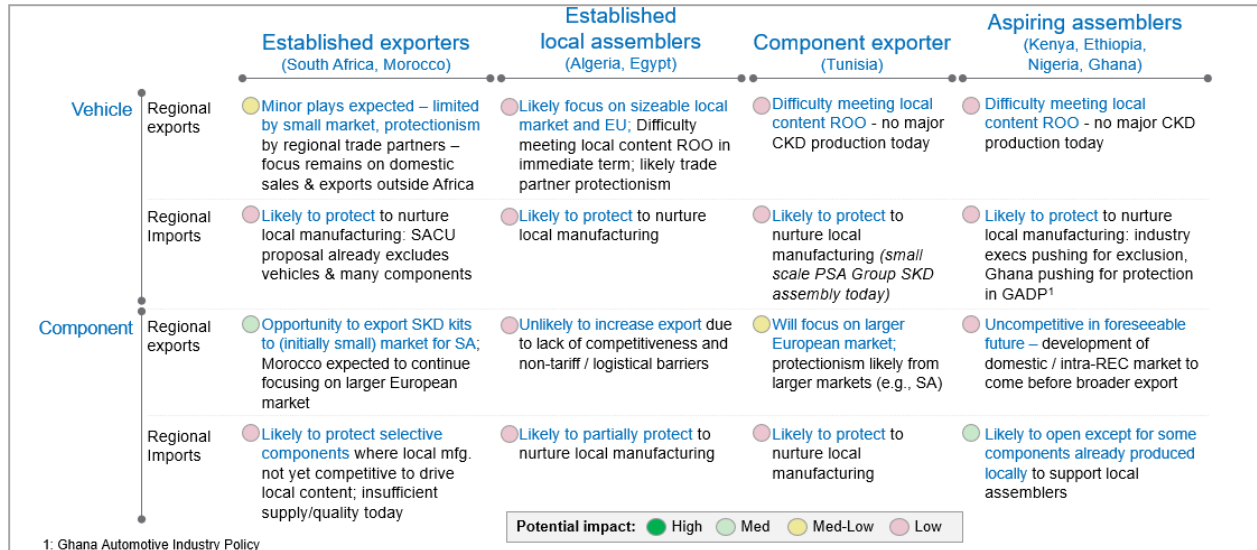 Established exporters
(South Africa, Morocco)
Established
local assemblers
(Algeria, Egypt)
Component exporter
(Tunisia)
Aspiring assemblers
(Kenya, Ethiopia,
Nigeria, Ghana)
Vehicle
Regional
exports
Minor plays expected – limited
by small market, protectionism
by regional trade partners –
focus remains on domestic
sales & exports outside Africa
Likely focus on sizeable local
market and EU; Difficulty
meeting local content ROO in
immediate term; likely trade
partner protectionism
Difficulty meeting local
content ROO - no major
CKD production today
Difficulty meeting local
content ROO - no major CKD
production today
Regional
Imports
Likely to protect to nurture
local manufacturing: SACU
proposal already excludes
vehicles & many components
Likely to protect to nurture
local manufacturing
Likely to protect to
nurture local
manufacturing (small
scale PSA Group SKD
assembly today)
Likely to protect to nurture
local manufacturing: industry
execs pushing for exclusion,
Ghana pushing for protection
in GADP¹
Component
Regional
exports
Opportunity to export SKD kits
to (initially small) market for SA;
Morocco expected to continue
focusing on larger European
market
Unlikely to increase export due
to lack of competitiveness and
non-tariff / logistical barriers
Will focus on larger
European market;
protectionism likely from
larger markets (e.g., SA)
Uncompetitive in foreseeable
future – development of
domestic / intra-REC market to
come before broader export
Regional
Imports
Likely to protect selective
components where local mfg.
not yet competitive to drive
local content; insufficient
supply/quality today
Likely to partially protect to
nurture local manufacturing
Likely to protect to
nurture local
manufacturing
Likely to open except for some
components already produced
locally to support local
assemblers
Potential impact: High Med Med-Low Low
1: Ghana Automotive Industry Policy